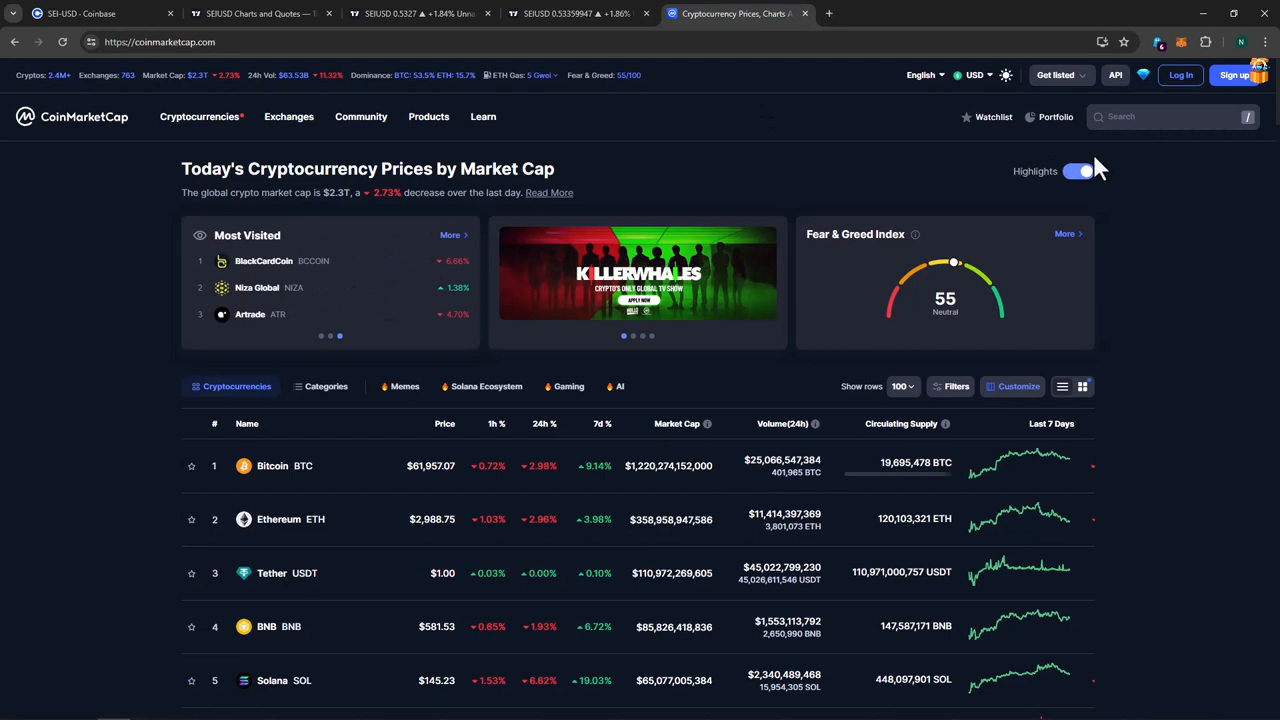 SEI-USD - Coinbase
SEIUSD Charts and Quotes — T
SEIUSD 0.5327 ▲ +1.84% Unna
SEIUSD 0.53359947 ▲ +1.86%
Cryptocurrency Prices, Charts A
https://coinmarketcap.com
6
N
Cryptos: 2.4M+ Exchanges: 763 Market Cap: $2.3T 2.73% 24h Vol: $63.53B 11.32% Dominance: BTC: 53.5% ETH: 15.7% ETH Gas: 5 Gwei Fear & Greed: 55/100
English USD Get listed API Log In Sign up
CoinMarketCap Cryptocurrencies Exchanges Community Products Learn Watchlist Portfolio Search /
Today's Cryptocurrency Prices by Market Cap
Highlights
The global crypto market cap is $2.3T, a 2.73% decrease over the last day. Read More
Most Visited More >
1 BlackCardCoin BCCOIN 6.66%
2 Niza Global NIZA 1.38%
3 Artrade ATR 4.70%
KILLERWHALES
CRYPTO'S ONLY GLOBAL TV SHOW
APPLY NOW
Fear & Greed Index More >
55
Neutral
Cryptocurrencies Categories Memes Solana Ecosystem Gaming AI Show rows 100 Filters Customize
# Name Price 1h % 24h % 7d % Market Cap Volume(24h) Circulating Supply Last 7 Days
1 Bitcoin BTC $61,957.07 0.72% 2.98% 9.14% $1,220,274,152,000 $25,066,547,384 19,695,478 BTC
401,965 BTC
2 Ethereum ETH $2,988.75 1.03% 2.96% 3.98% $358,958,947,586 $11,414,397,369 120,103,321 ETH
3,801,073 ETH
3 Tether USDT $1.00 0.03% 0.00% 0.10% $110,972,269,605 $45,022,799,230 110,971,000,757 USDT
45,026,611,546 USDT
4 BNB BNB $581.53 0.65% 1.93% 6.72% $85,826,418,836 $1,553,113,792 147,587,171 BNB
2,650,990 BNB
5 Solana SOL $145.23 1.53% 6.62% 19.03% $65,077,005,384 $2,340,489,468 448,097,901 SOL
15,954,305 SOL